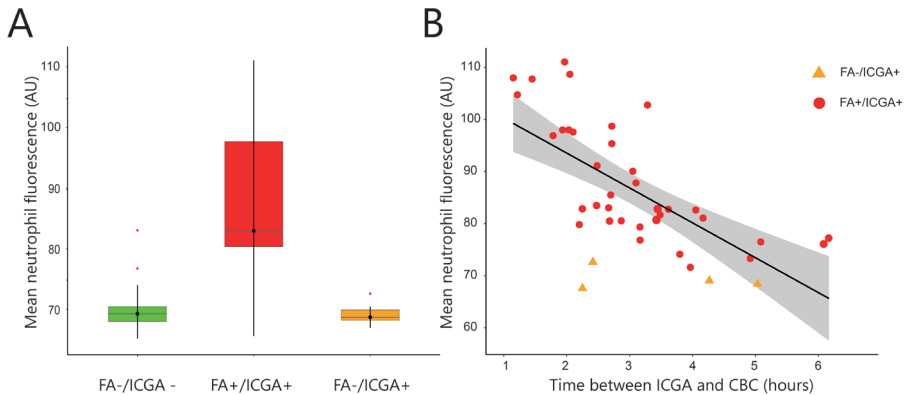 A
Mean neutrophil fluorescence (AU)
110
100
90
80
70
FA-/ICGA -
FA+/ICGA+
FA-/ICGA+
B
Mean neutrophil fluorescence (AU)
110
100
90
80
70
60
FA-/ICGA+
FA+/ICGA+
1 2 3 4 5 6
Time between ICGA and CBC (hours)